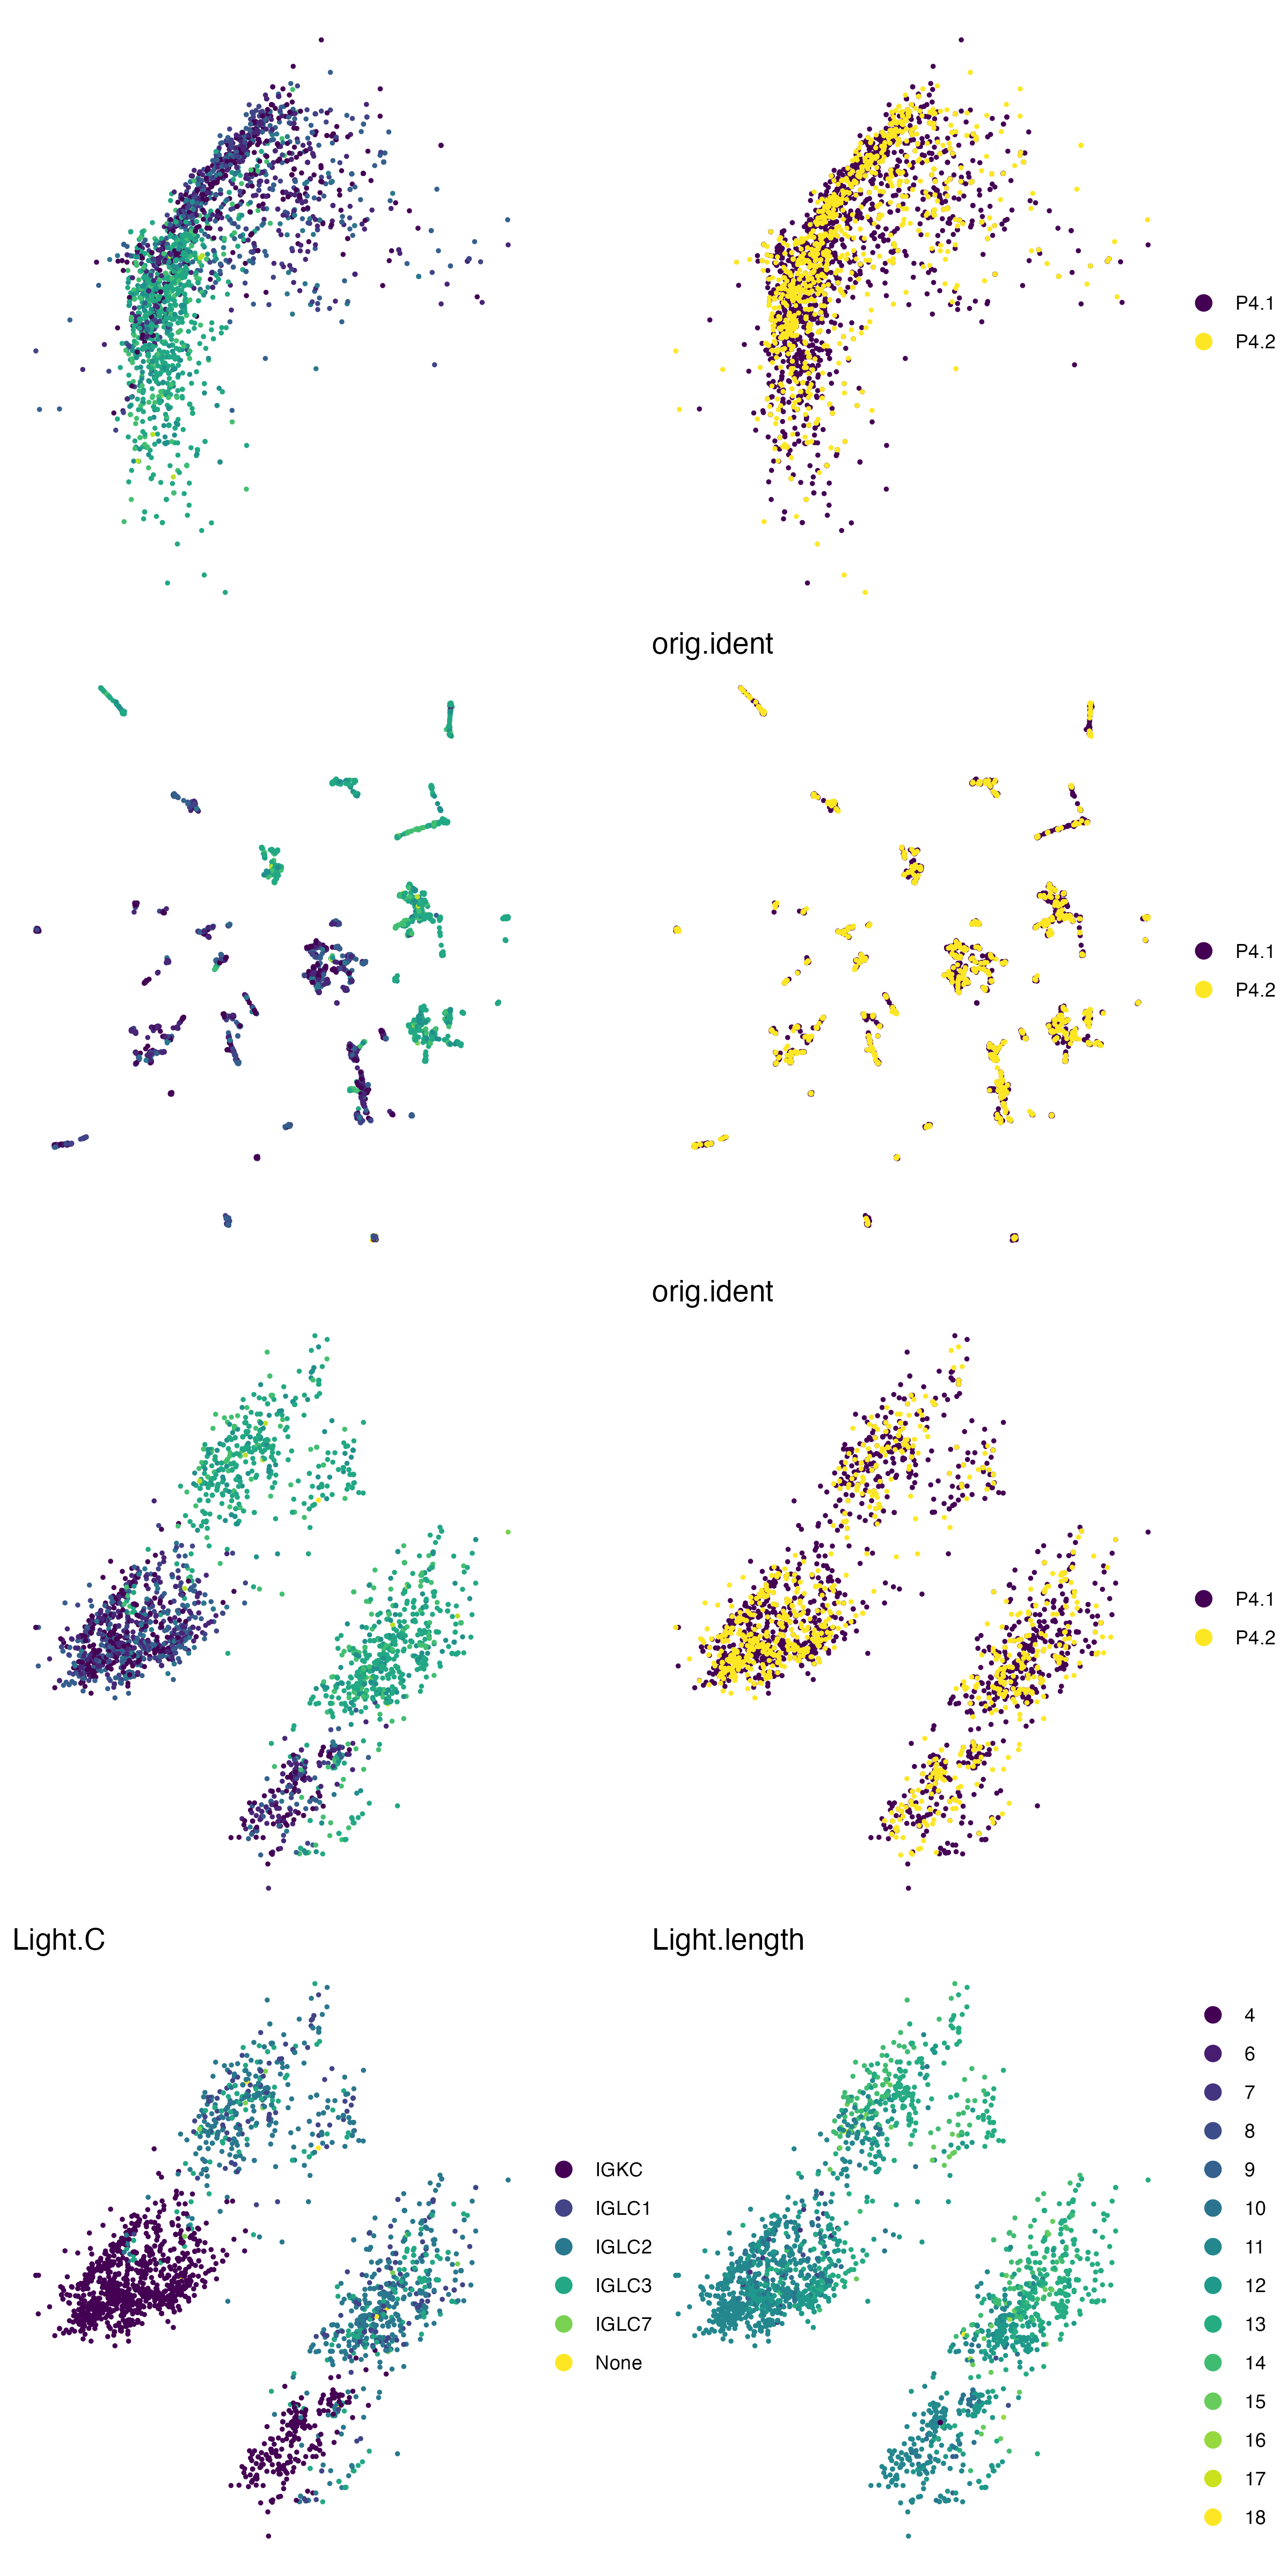 P4.1
P4.2
orig.ident
P4.1
P4.2
orig.ident
P4.1
P4.2
Light.C
IGKC
IGLC1
IGLC2
IGLC3
IGLC7
None
Light.length
4
6
7
8
9
10
11
12
13
14
15
16
17
18